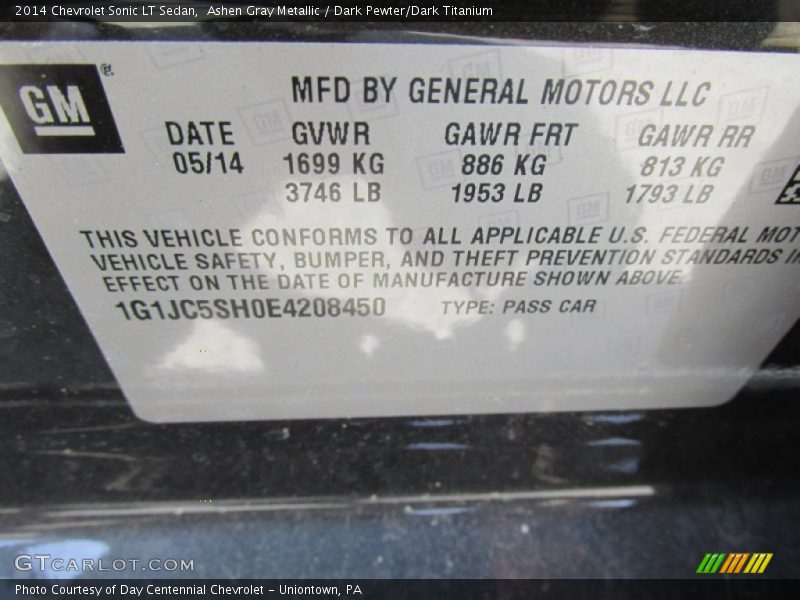 2014 Chevrolet Sonic LT Sedan, Ashen Gray Metallic / Dark Pewter/Dark Titanium
GM
MFD BY GENERAL MOTORS LLC
DATE GVWR GAWR FRT GAWR RR
05/14 1699 KG 886 KG 813 KG
3746 LB 1953 LB 1793 LB
THIS VEHICLE CONFORMS TO ALL APPLICABLE U.S. FEDERAL MOT
VEHICLE SAFETY, BUMPER, AND THEFT PREVENTION STANDARDS IN
EFFECT ON THE DATE OF MANUFACTURE SHOWN ABOVE.
1G1JC5SH0E4208450 TYPE: PASS CAR
GTCARLOT.COM
Photo Courtesy of Day Centennial Chevrolet - Uniontown, PA